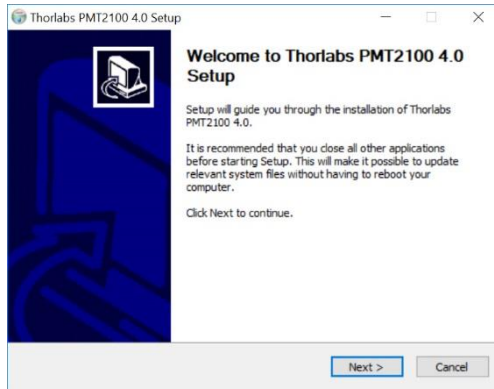 Thorlabs PMT2100 4.0 Setup
Welcome to Thorlabs PMT2100 4.0
Setup
Setup will guide you through the installation of Thorlabs
PMT2100 4.0.
It is recommended that you close all other applications
before starting Setup. This will make it possible to update
relevant system files without having to reboot your
computer.
Click Next to continue.
Next >
Cancel